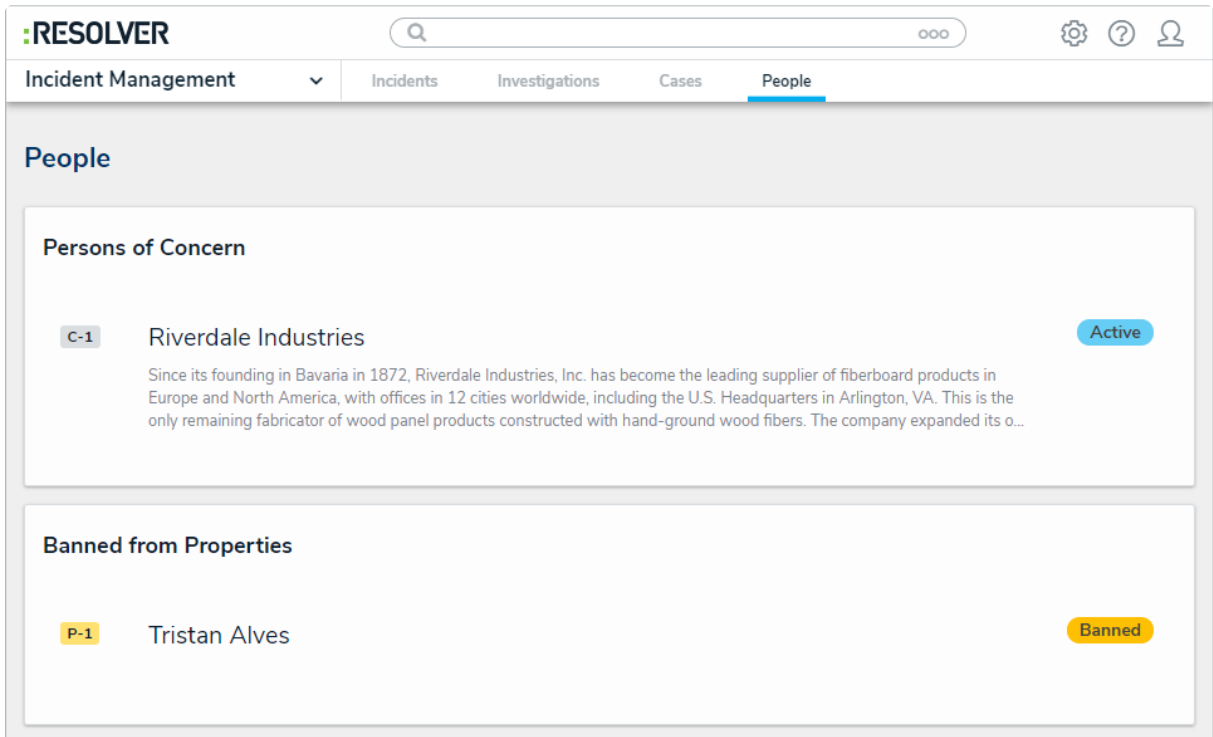 :RESOLVER
ooo
Incident Management
Incidents
Investigations
Cases
People
People
Persons of Concern
C-1
Riverdale Industries
Active
Since its founding in Bavaria in 1872, Riverdale Industries, Inc. has become the leading supplier of fiberboard products in
Europe and North America, with offices in 12 cities worldwide, including the U.S. Headquarters in Arlington, VA. This is the
only remaining fabricator of wood panel products constructed with hand-ground wood fibers. The company expanded its o...
Banned from Properties
P-1
Tristan Alves
Banned